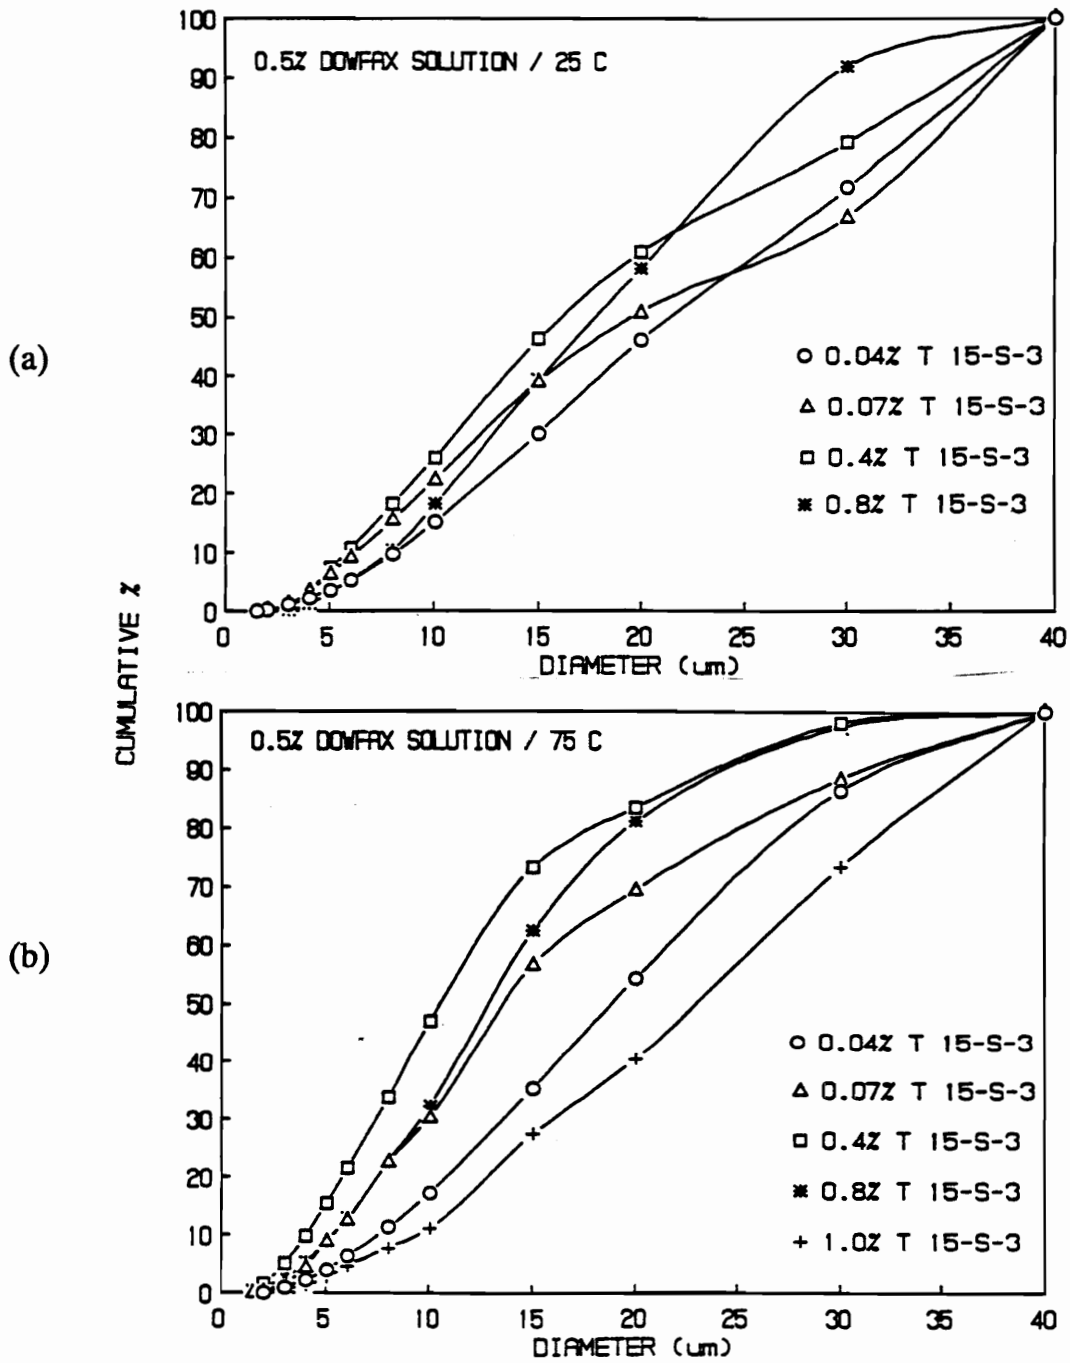 (a)
100
90
80
70
60
50
40
30
20
10
0
0.5% DOWFAX SOLUTION / 25 C
0.04% T 15-S-3
0.07% T 15-S-3
0.4% T 15-S-3
0.8% T 15-S-3
0 5 10 15 20 25 30 35 40
DIAMETER (um)
CUMULATIVE %
(b)
100
90
80
70
60
50
40
30
20
10
0
0.5% DOWFAX SOLUTION / 75 C
0.04% T 15-S-3
0.07% T 15-S-3
0.4% T 15-S-3
0.8% T 15-S-3
1.0% T 15-S-3
0 5 10 15 20 25 30 35 40
DIAMETER (um)